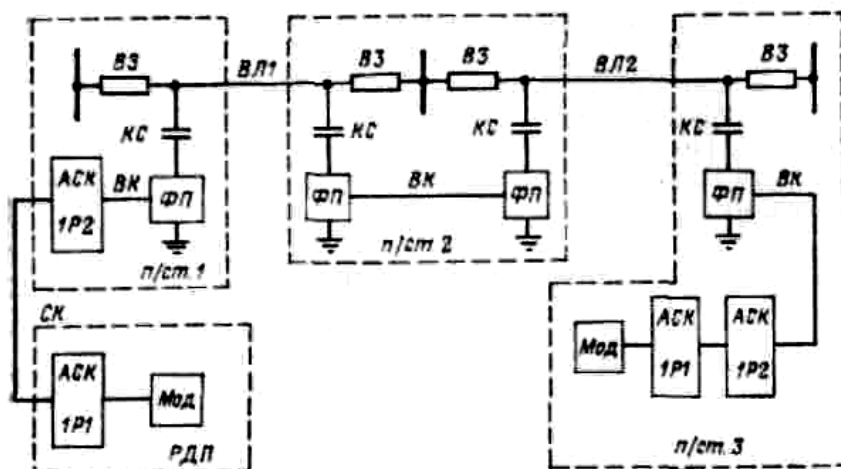 ВЗ ВЛ1 ВЗ ВЗ ВЛ2 ВЗ
КС КС КС КС
АСК 1Р2 ВК ФП
ФП ВК ФП
ФП ВК
п/ст. 1
п/ст. 2
СК
АСК 1Р1 Мод
РДП
Мод АСК 1Р1 АСК 1Р2
п/ст. 3